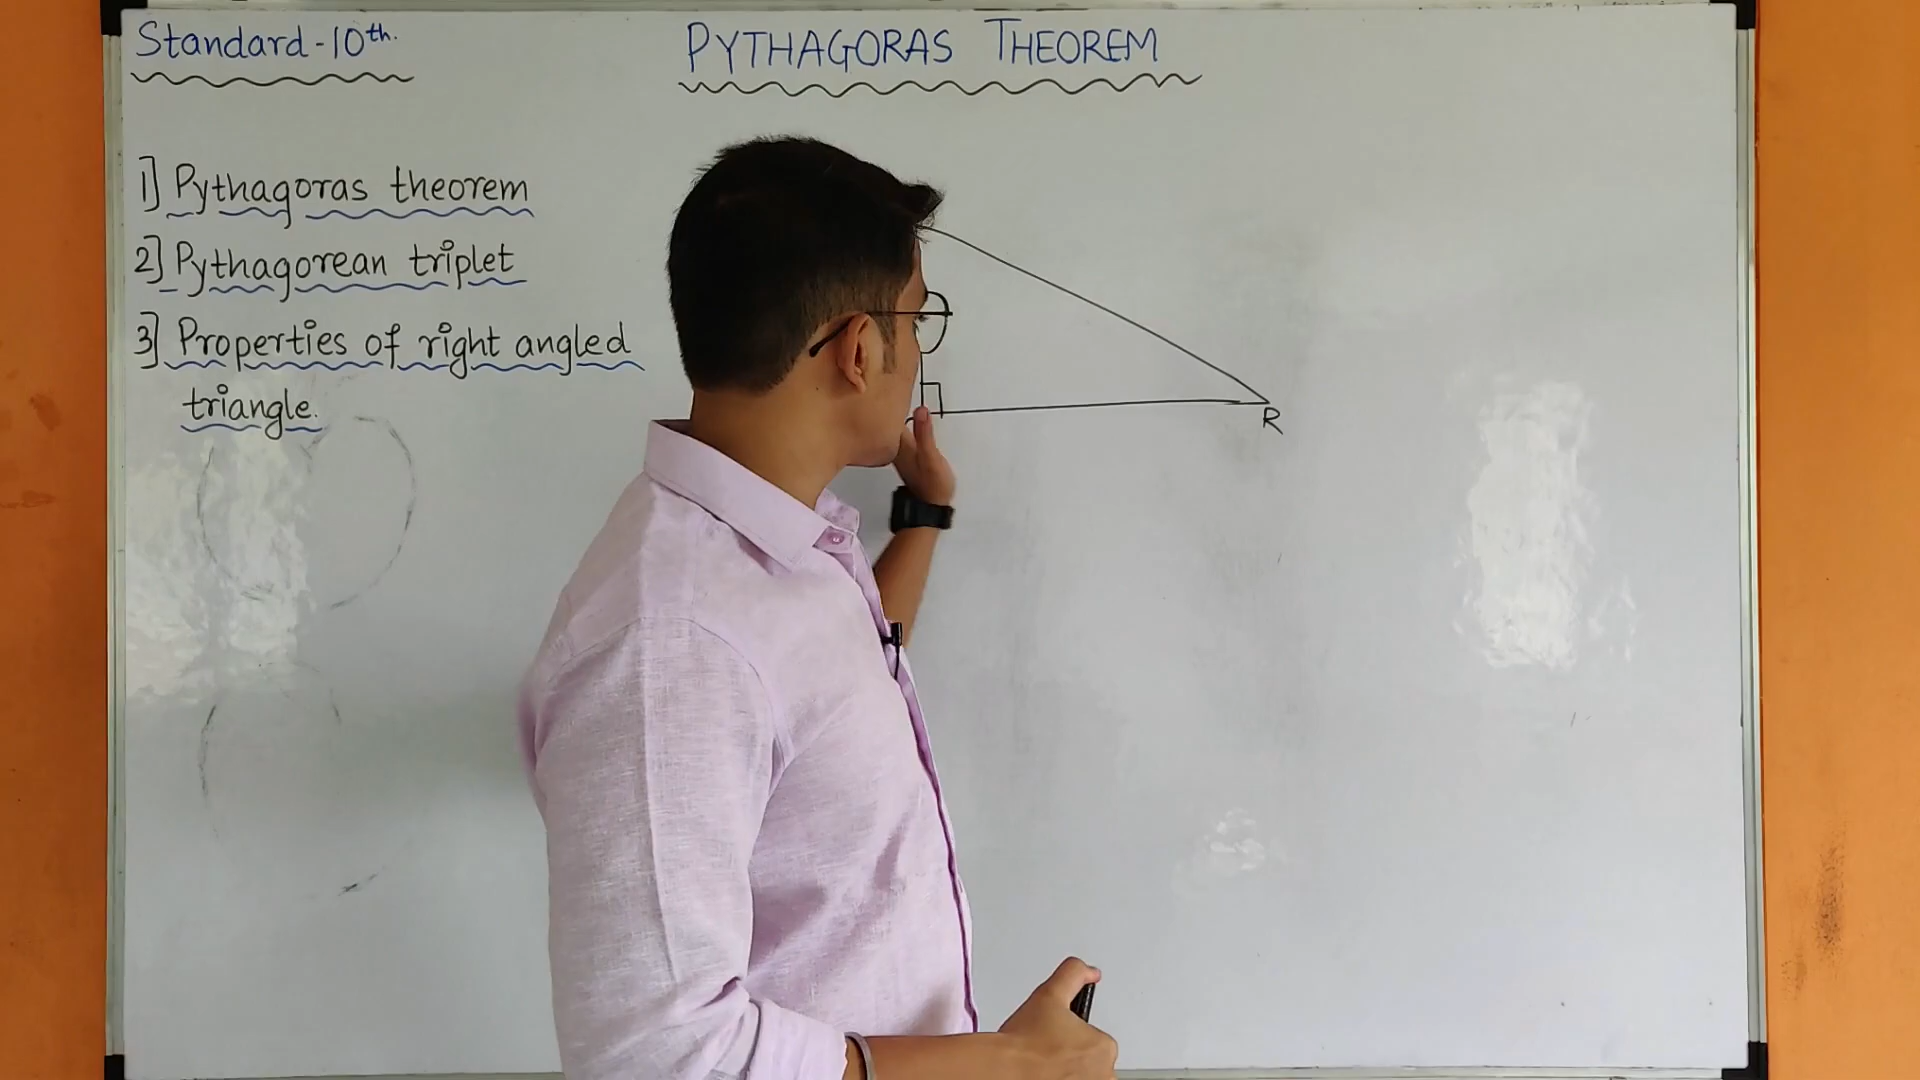 Standard-10th.
PYTHAGORAS THEOREM
1] Pythagoras theorem
2] Pythagorean triplet
3] Properties of right angled
triangle.
R